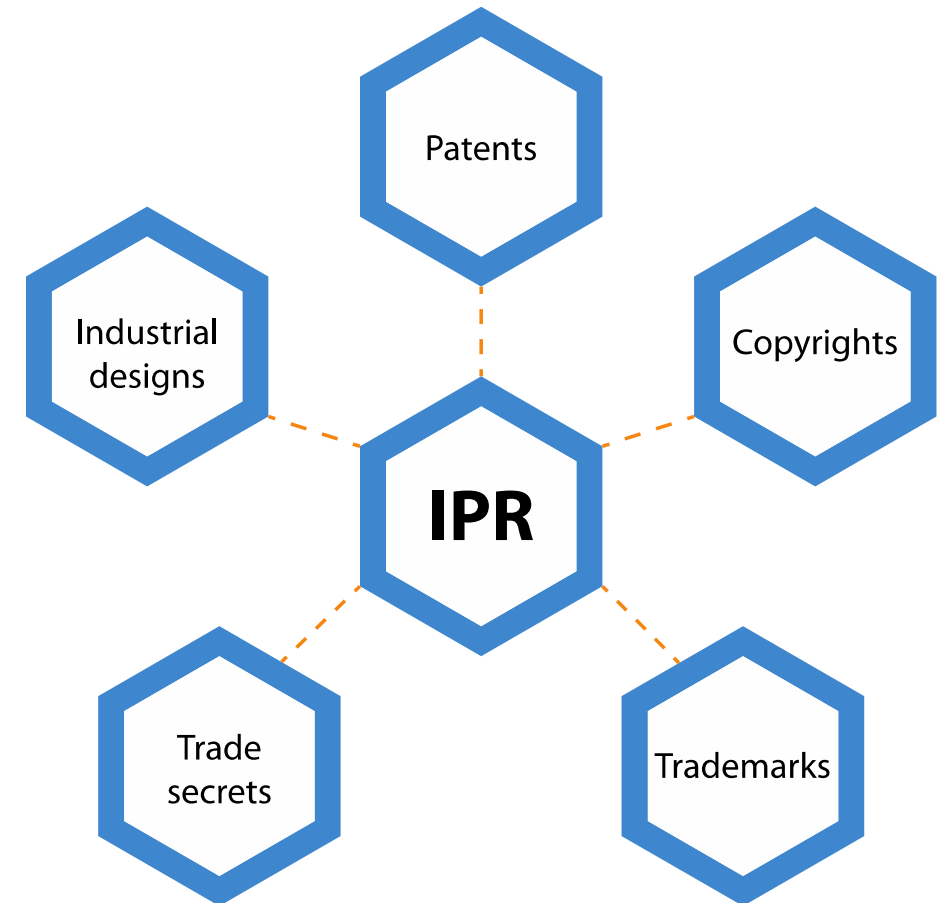 Patents
Industrial
designs
Copyrights
IPR
Trade
secrets
Trademarks